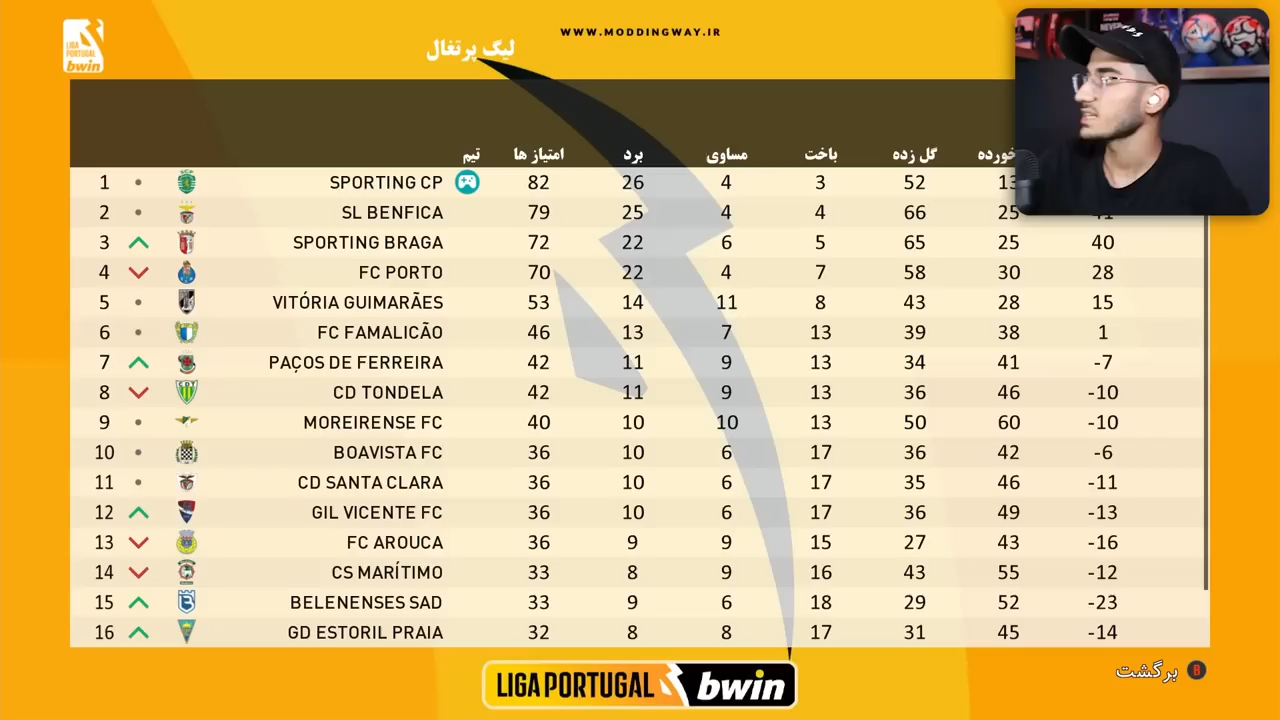 WWW.MODDINGWAY.IR
LIGA PORTUGAL bwin
لیگ پرتغال
تیم امتیاز ها برد مساوی باخت گل زده خورده
1 SPORTING CP 82 26 4 3 52 13
2 SL BENFICA 79 25 4 4 66 25 41
3 SPORTING BRAGA 72 22 6 5 65 25 40
4 FC PORTO 70 22 4 7 58 30 28
5 VITÓRIA GUIMARÃES 53 14 11 8 43 28 15
6 FC FAMALICÃO 46 13 7 13 39 38 1
7 PAÇOS DE FERREIRA 42 11 9 13 34 41 -7
8 CD TONDELA 42 11 9 13 36 46 -10
9 MOREIRENSE FC 40 10 10 13 50 60 -10
10 BOAVISTA FC 36 10 6 17 36 42 -6
11 CD SANTA CLARA 36 10 6 17 35 46 -11
12 GIL VICENTE FC 36 10 6 17 36 49 -13
13 FC AROUCA 36 9 9 15 27 43 -16
14 CS MARÍTIMO 33 8 9 16 43 55 -12
15 BELENENSES SAD 33 9 6 18 29 52 -23
16 GD ESTORIL PRAIA 32 8 8 17 31 45 -14
LIGA PORTUGAL bwin
برگشت B